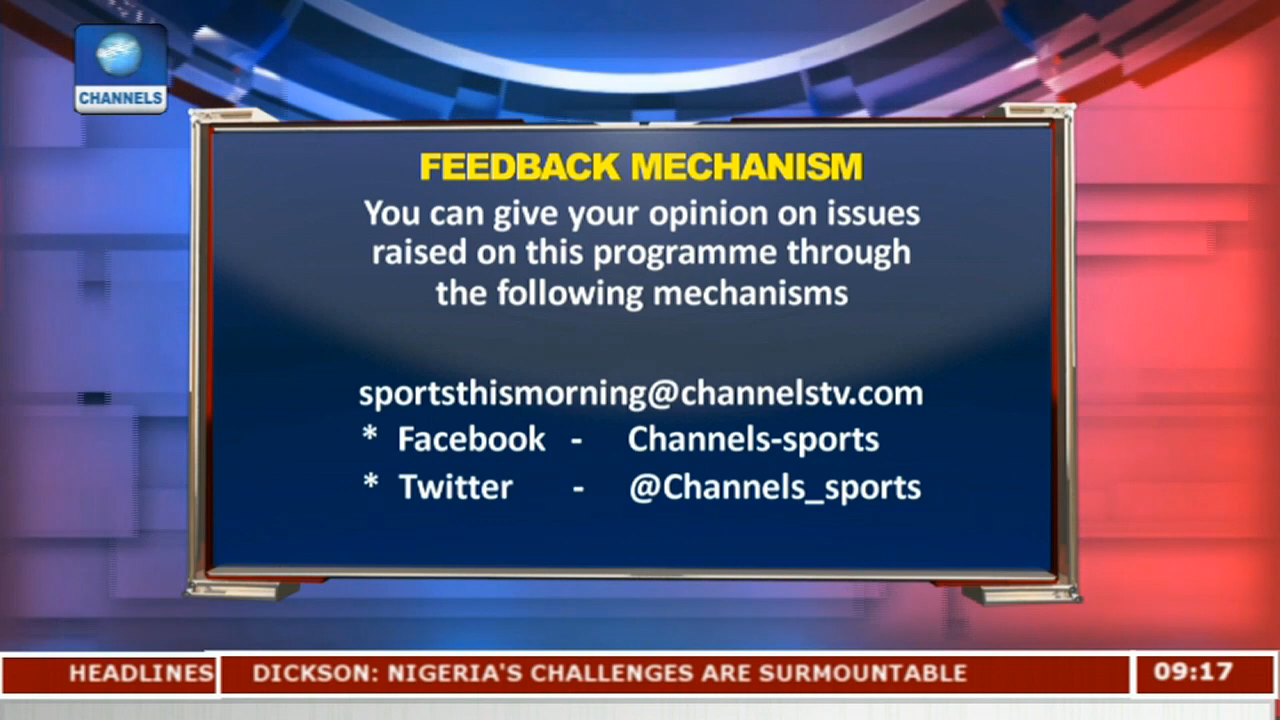 CHANNELS
FEEDBACK MECHANISM
You can give your opinion on issues
raised on this programme through
the following mechanisms
sportsthismorning@channelstv.com
* Facebook - Channels-sports
* Twitter - @Channels_sports
HEADLINES DICKSON: NIGERIA'S CHALLENGES ARE SURMOUNTABLE 09:17